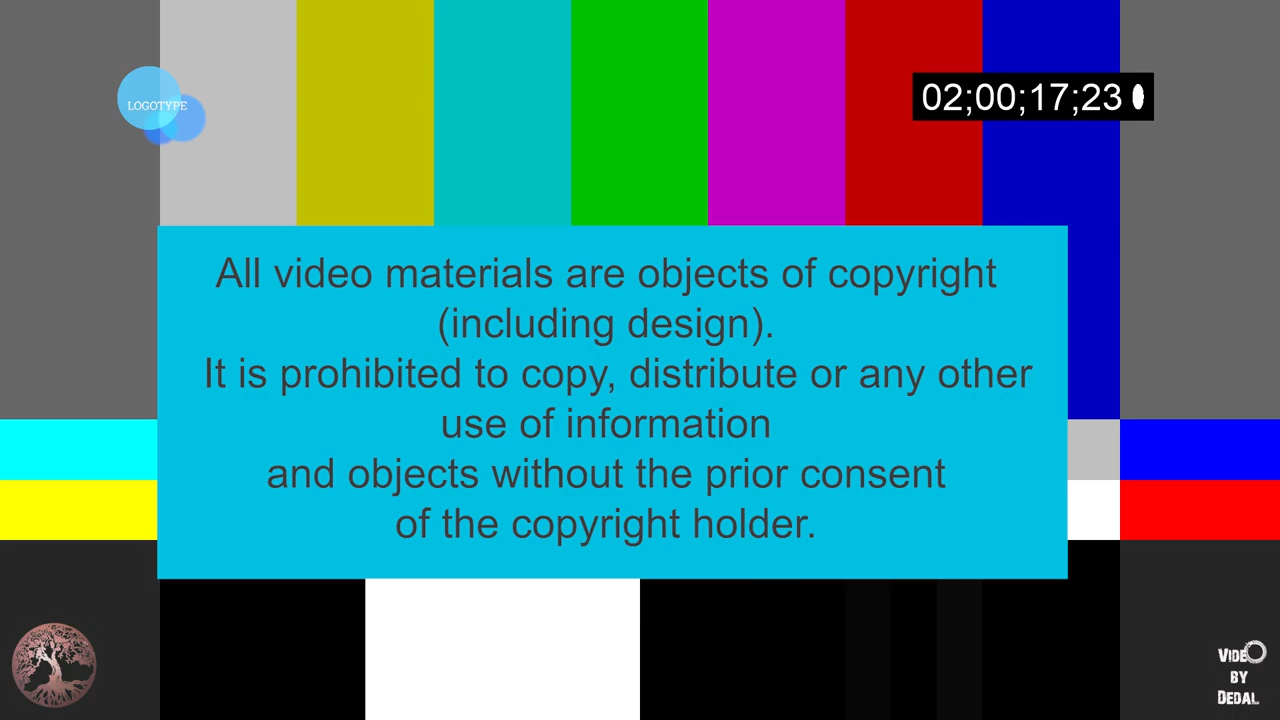 LOGOTYPE
02;00;17;23
All video materials are objects of copyright
(including design).
It is prohibited to copy, distribute or any other
use of information
and objects without the prior consent
of the copyright holder.
VIDEO
BY
DEDAL